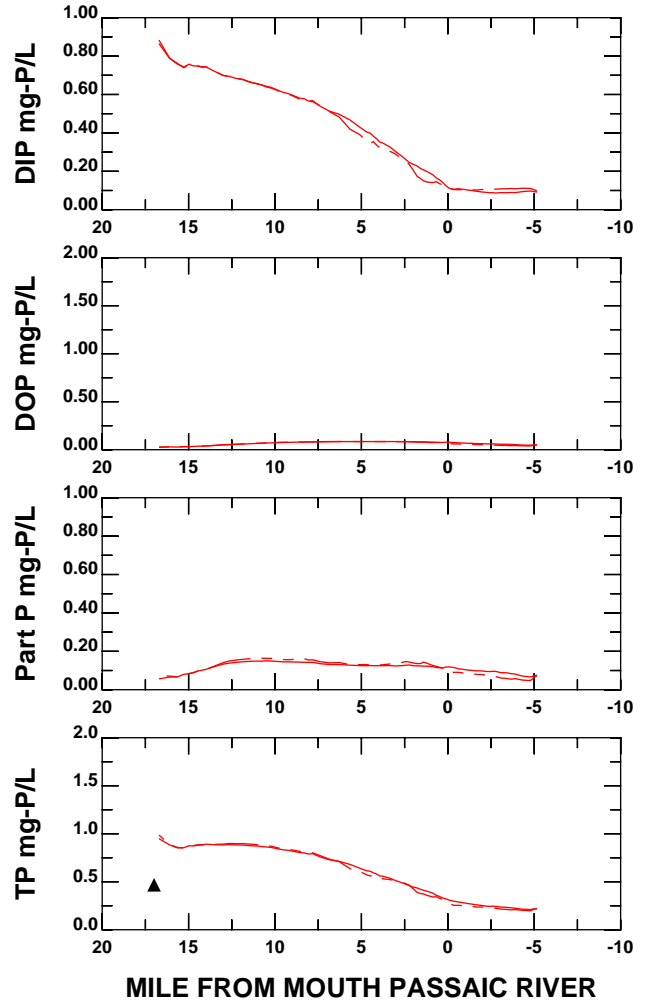 DIP mg-P/L
1.00
0.80
0.60
0.40
0.20
0.00
20 15 10 5 0 -5 -10
DOP mg-P/L
2.00
1.50
1.00
0.50
0.00
20 15 10 5 0 -5 -10
Part P mg-P/L
1.00
0.80
0.60
0.40
0.20
0.00
20 15 10 5 0 -5 -10
TP mg-P/L
2.0
1.5
1.0
0.5
0.0
20 15 10 5 0 -5 -10
MILE FROM MOUTH PASSAIC RIVER